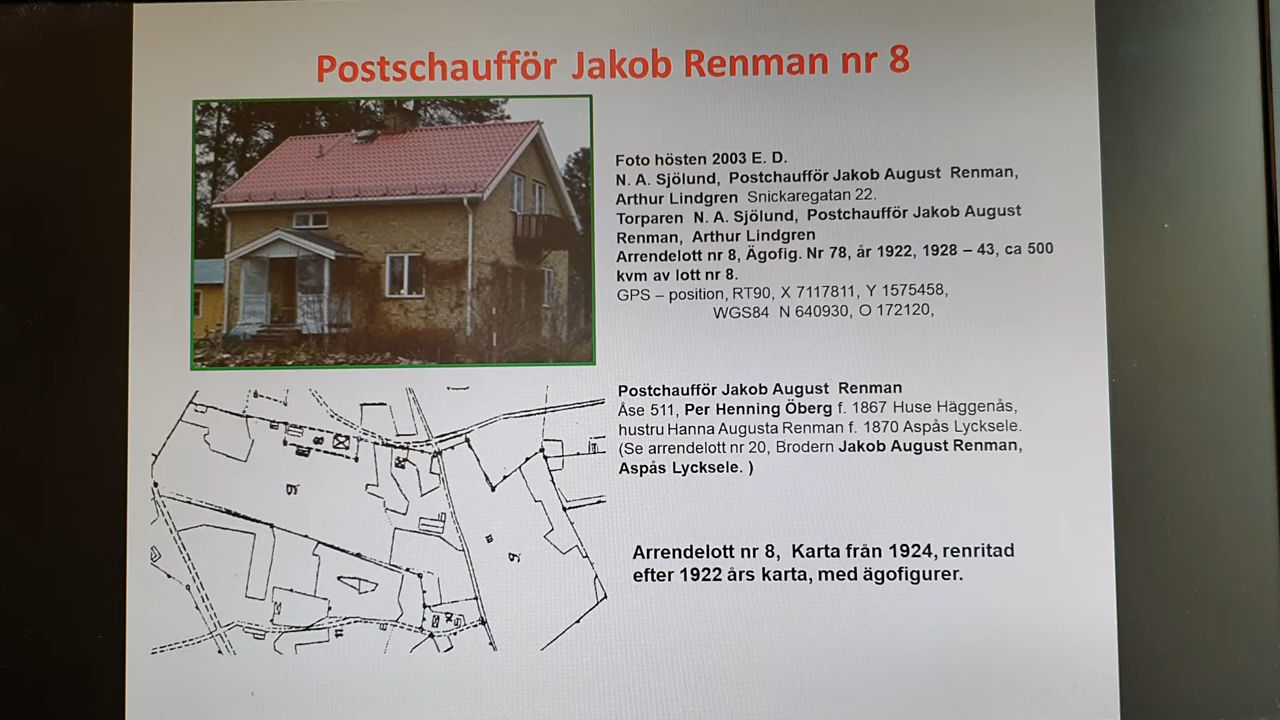 Postschaufför Jakob Renman nr 8
Foto hösten 2003 E. D.
N. A. Sjölund, Postchaufför Jakob August Renman,
Arthur Lindgren Snickaregatan 22.
Torparen N. A. Sjölund, Postchaufför Jakob August
Renman, Arthur Lindgren
Arrendelott nr 8, Ägofig. Nr 78, år 1922, 1928 – 43, ca 500
kvm av lott nr 8.
GPS – position, RT90, X 7117811, Y 1575458,
WGS84 N 640930, O 172120,
Postchaufför Jakob August Renman
Åse 511, Per Henning Öberg f. 1867 Huse Häggenås,
hustru Hanna Augusta Renman f. 1870 Aspås Lycksele.
(Se arrendelott nr 20, Brodern Jakob August Renman,
Aspås Lycksele. )
Arrendelott nr 8, Karta från 1924, renritad
efter 1922 års karta, med ägofigurer.